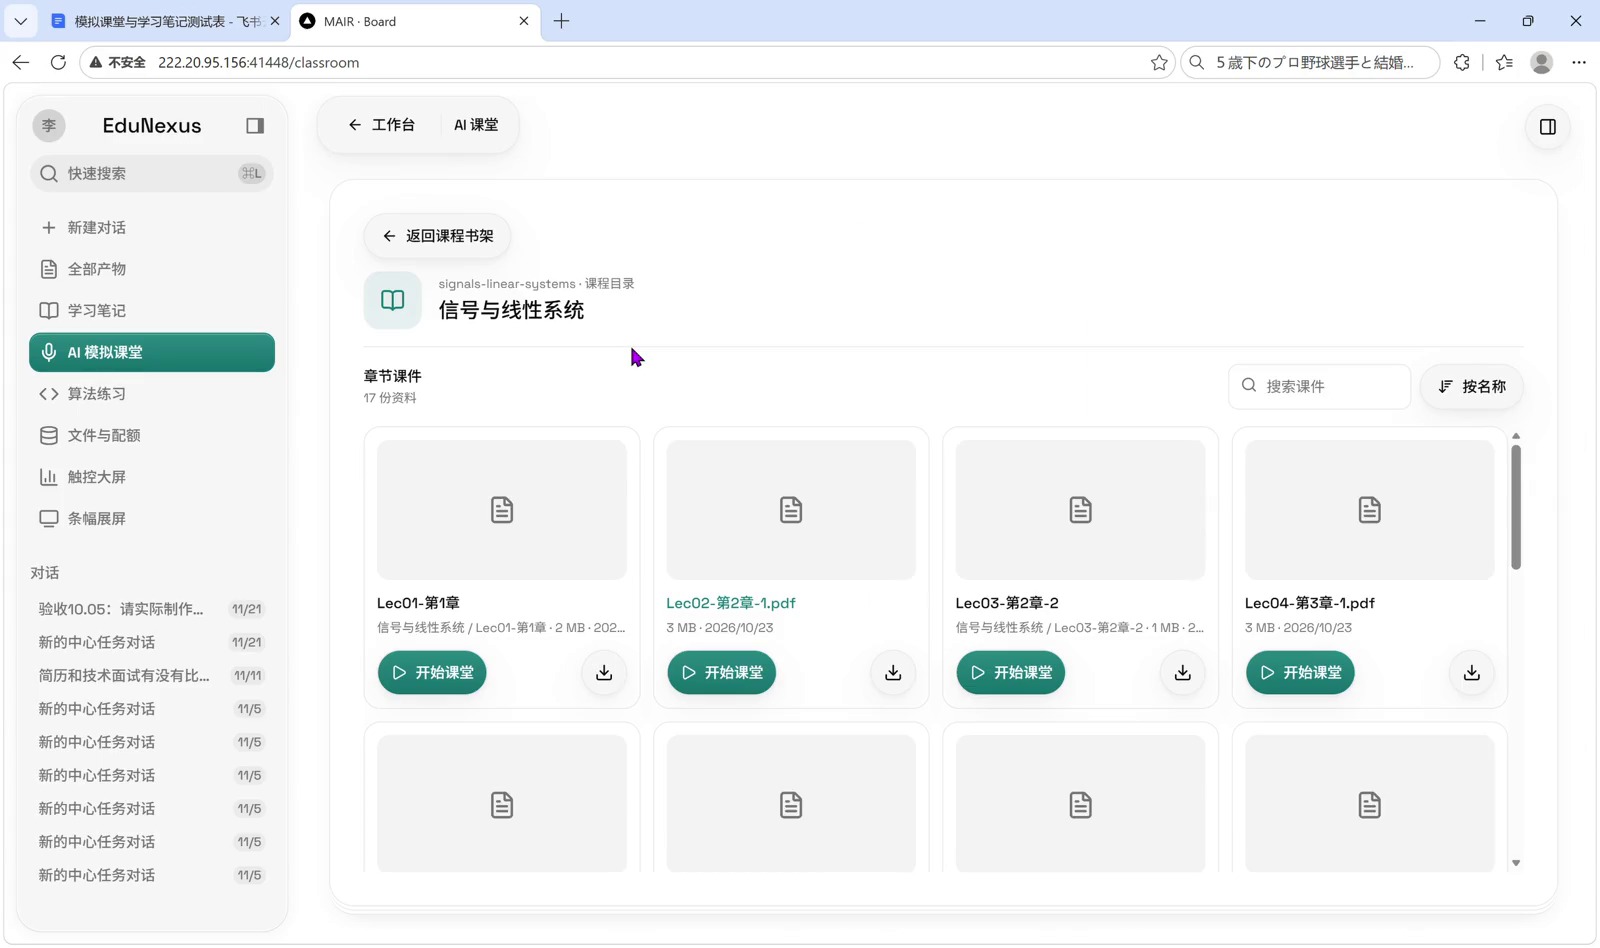 模拟课堂与学习笔记测试表 - 飞书
MAIR · Board
不安全 222.20.95.156:41448/classroom
5 歳下のプロ野球選手と結婚...
李 EduNexus
快速搜索 ⌘L
新建对话
全部产物
学习笔记
AI 模拟课堂
算法练习
文件与配额
触控大屏
条幅展屏
对话
验收10.05：请实际制作... 11/21
新的中心任务对话 11/21
简历和技术面试有没有比... 11/11
新的中心任务对话 11/5
新的中心任务对话 11/5
新的中心任务对话 11/5
新的中心任务对话 11/5
新的中心任务对话 11/5
新的中心任务对话 11/5
工作台 AI 课堂
返回课程书架
signals-linear-systems · 课程目录
信号与线性系统
章节课件
17 份资料
搜索课件
按名称
Lec01-第1章
信号与线性系统 / Lec01-第1章 · 2 MB · 202...
开始课堂
Lec02-第2章-1.pdf
3 MB · 2026/10/23
开始课堂
Lec03-第2章-2
信号与线性系统 / Lec03-第2章-2 · 1 MB · 2...
开始课堂
Lec04-第3章-1.pdf
3 MB · 2026/10/23
开始课堂